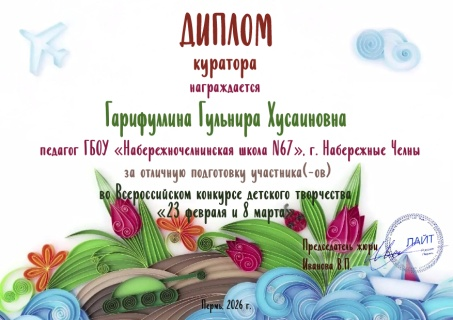 ДИПЛОМ
куратора
награждается
Гарифуллина Гульнира Хусаиновна
педагог ГБОУ «Набережночелнинская школа №67», г. Набережные Челны
за отличную подготовку участника(-ов)
во Всероссийском конкурсе детского творчества
«23 февраля и 8 марта»
Председатель жюри
Иванова В.П.
ЛАЙТ
Пермь, 2026 г.